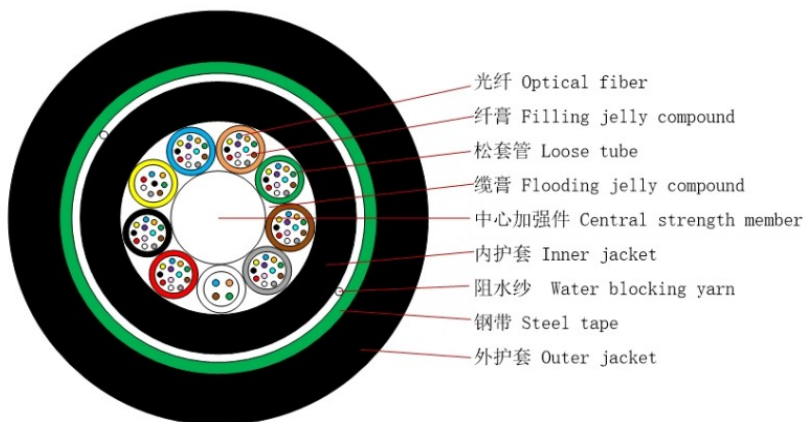 光纤 Optical fiber
纤膏 Filling jelly compound
松套管 Loose tube
缆膏 Flooding jelly compound
中心加强件 Central strength member
内护套 Inner jacket
阻水纱 Water blocking yarn
钢带 Steel tape
外护套 Outer jacket